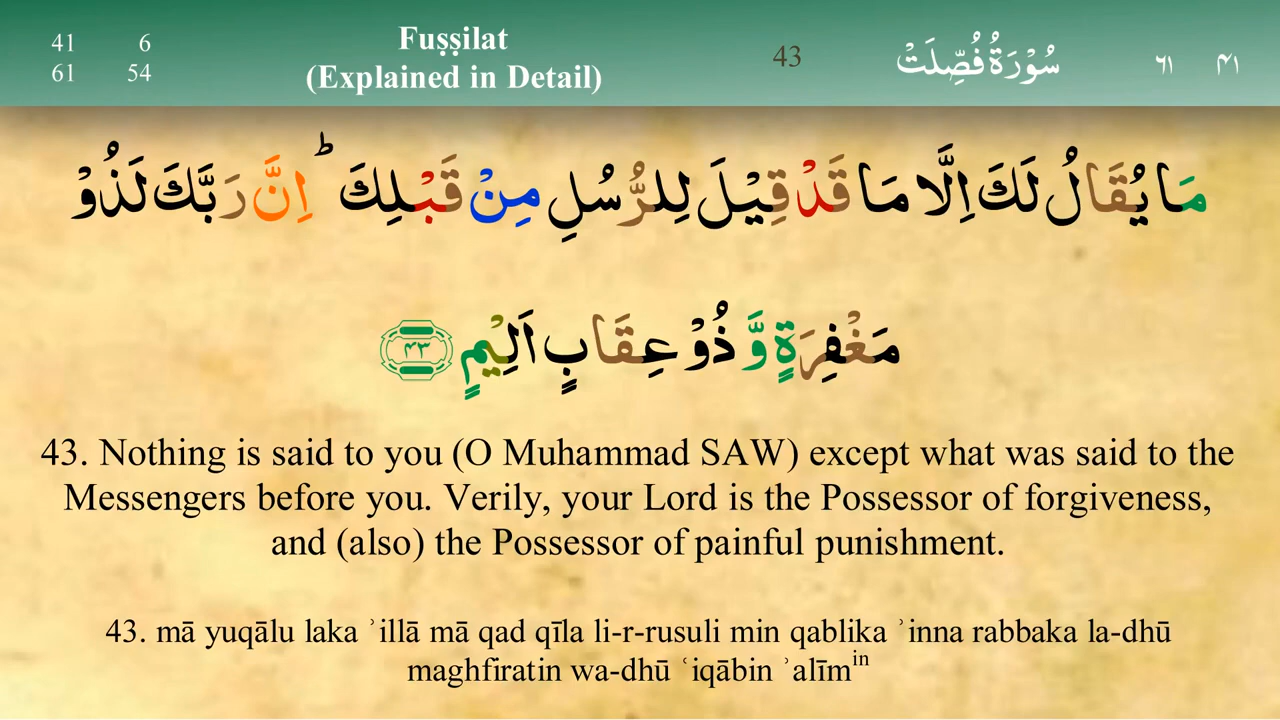 41 6 Fuṣṣilat
61 54 (Explained in Detail) 43 سُوْرَةُ فُصِّلَتْ ٦١ ۴١
مَا يُقَالُ لَكَ اِلَّا مَا قَدْ قِيْلَ لِلرُّسُلِ مِنْ قَبْلِكَ ؕ اِنَّ رَبَّكَ لَذُوْ
مَغْفِرَةٍ وَّ ذُوْ عِقَابٍ اَلِيْمٍ ۴۳
43. Nothing is said to you (O Muhammad SAW) except what was said to the
Messengers before you. Verily, your Lord is the Possessor of forgiveness,
and (also) the Possessor of painful punishment.
43. mā yuqālu laka ʾillā mā qad qīla li-r-rusuli min qablika ʾinna rabbaka la-dhū
maghfiratin wa-dhū ʿiqābin ʾalīmin